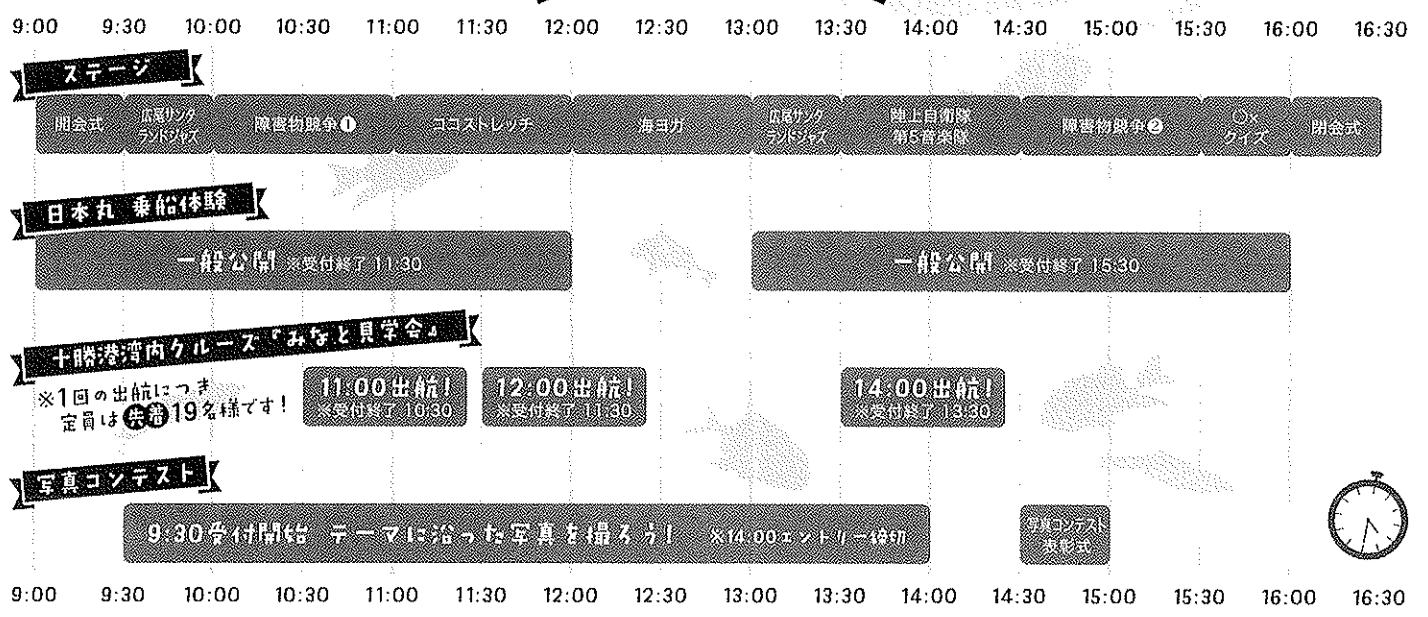 9:00 9:30 10:00 10:30 11:00 11:30 12:00 12:30 13:00 13:30 14:00 14:30 15:00 15:30 16:00 16:30
ステージ
開会式
広尾サンタ
ランドジャズ
障害物競争❶
ココストレッチ
海ヨガ
広尾サンタ
ランドジャズ
陸上自衛隊
第5音楽隊
障害物競争❷
○×
クイズ
閉会式
日本丸 乗船体験
一般公開 ※受付終了 11:30
一般公開 ※受付終了 15:30
十勝港湾内クルーズ『みなと見学会』
※1回の出航につき
定員は先着19名様です!
11:00出航!
※受付終了 10:30
12:00出航!
※受付終了 11:30
14:00出航!
※受付終了 13:30
写真コンテスト
9:30受付開始 テーマに沿った写真を撮ろう! ※14:00エントリー締切
写真コンテスト
表彰式
9:00 9:30 10:00 10:30 11:00 11:30 12:00 12:30 13:00 13:30 14:00 14:30 15:00 15:30 16:00 16:30